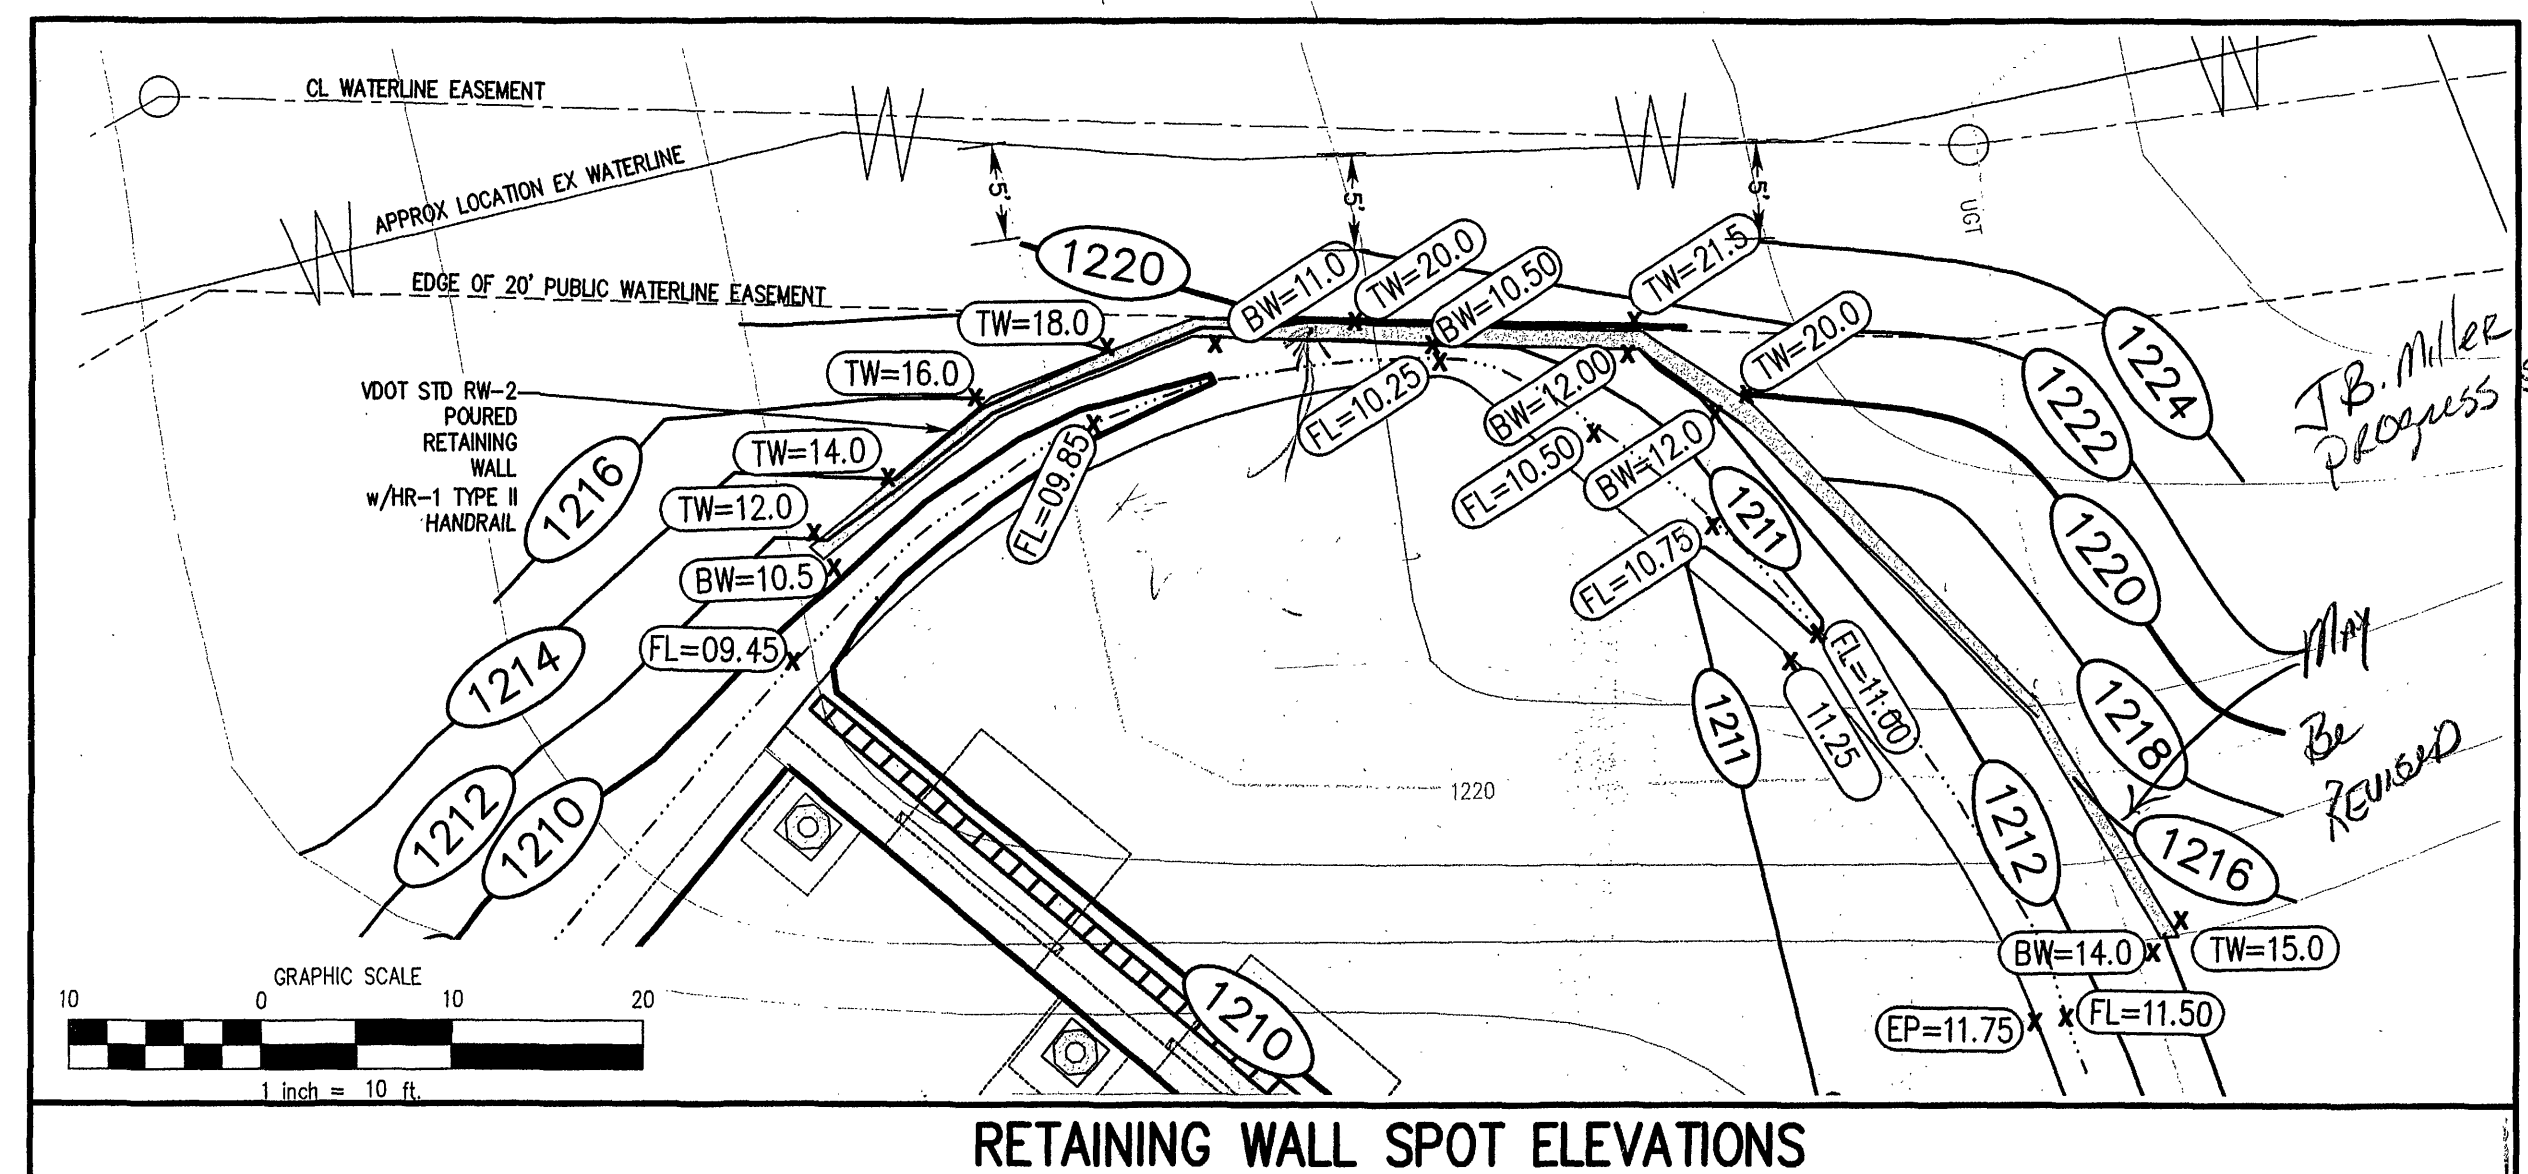 CL WATERLINE EASEMENT
W
W
W
W
APPROX LOCATION EX WATERLINE
5'
5'
5'
UGT
EDGE OF 20' PUBLIC WATERLINE EASEMENT
1220
BW=11.0
TW=20.0
BW=10.50
TW=21.5
TW=20.0
TW=18.0
TW=16.0
TW=14.0
TW=12.0
BW=10.5
FL=09.45
FL=09.85
FL=10.25
BW=12.00
FL=10.50
BW=12.0
FL=10.75
FL=11.00
11.25
VDOT STD RW-2
POURED
RETAINING
WALL
w/HR-1 TYPE II
HANDRAIL
1216
1214
1212
1210
1211
1211
1212
1224
1222
1220
1218
1216
J.B. Miller
Progress
May
Be
Revised
1220
1210
BW=14.0
TW=15.0
EP=11.75
FL=11.50
GRAPHIC SCALE
10 0 10 20
1 inch = 10 ft.
RETAINING WALL SPOT ELEVATIONS